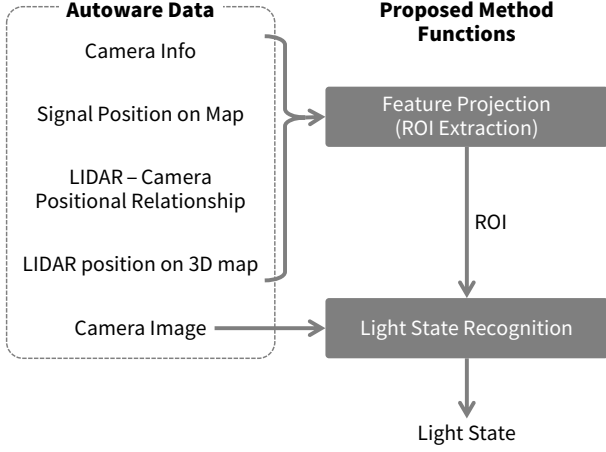 Autoware Data
Camera Info
Signal Position on Map
LIDAR – Camera
Positional Relationship
LIDAR position on 3D map
Camera Image
Proposed Method
Functions
Feature Projection
(ROI Extraction)
ROI
Light State Recognition
Light State